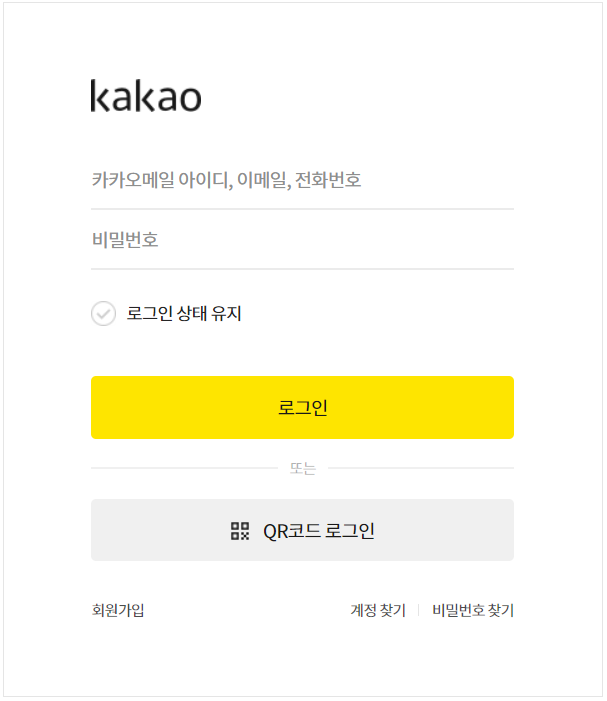 kakao
카카오메일 아이디, 이메일, 전화번호
비밀번호
로그인 상태 유지
로그인
또는
QR코드 로그인
회원가입 계정 찾기 비밀번호 찾기